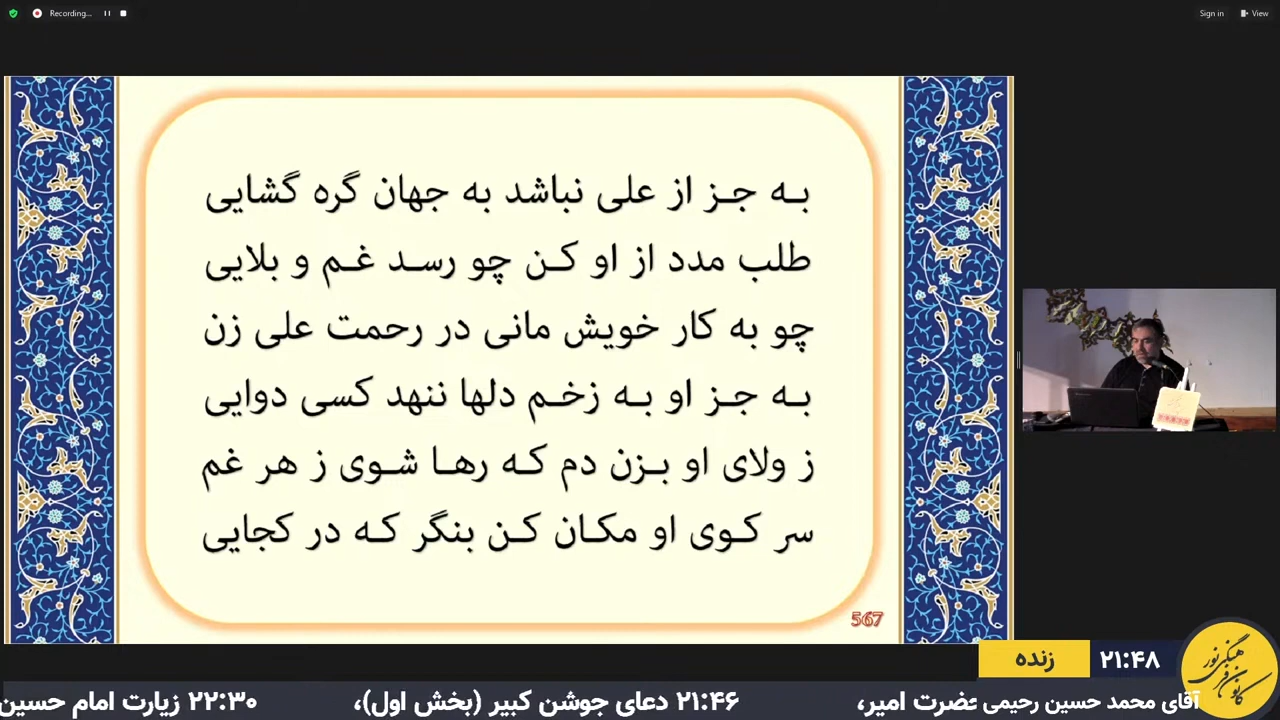 Recording...
Sign in
View
به جز از علی نباشد به جهان گره گشایی
طلب مدد از او کن چو رسد غم و بلایی
چو به کار خویش مانی در رحمت علی زن
به جز او به زخم دلها ننهد کسی دوایی
ز ولای او بزن دم که رها شوی ز هر غم
سر کوی او مکان کن بنگر که در کجایی
567
زنده
۲۱:۴۸
کانون فرهنگی نور
آقای محمد حسین رحیمی
حضرت امیر،
۲۱:۴۶ دعای جوشن کبیر (بخش اول)،
۲۲:۳۰ زیارت امام حسین